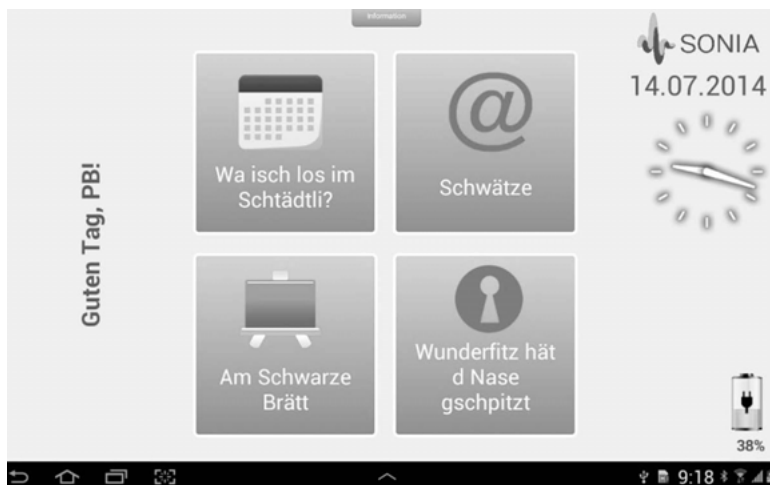 Information
SONIA
14.07.2014
Guten Tag, PB!
Wa isch los im
Schtädtli?
Schwätze
Am Schwarze
Brätt
Wunderfitz hät
d Nase
gschpitzt
38%
9:18